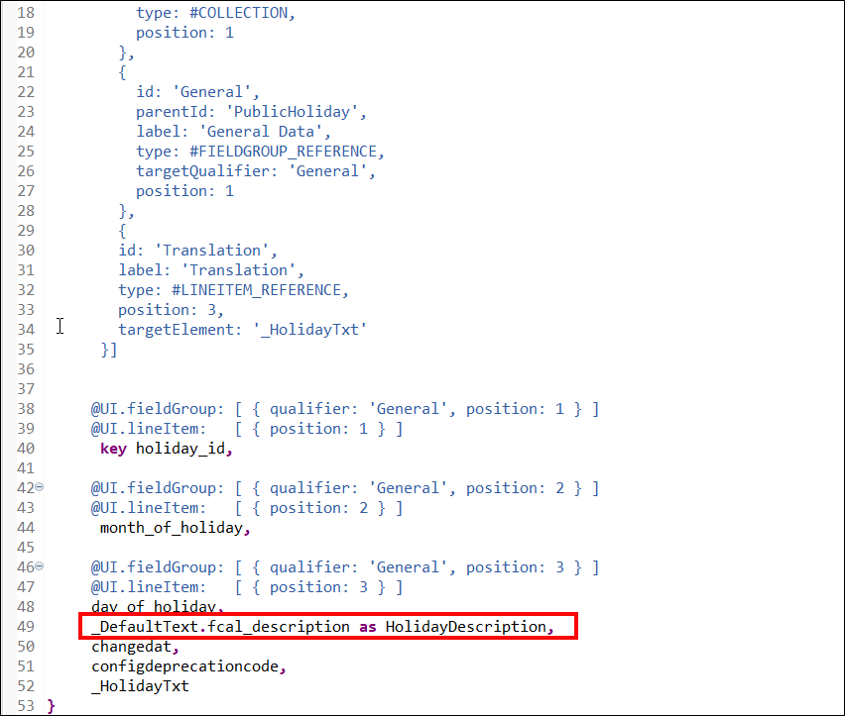 18 type: #COLLECTION,
19 position: 1
20 },
21 {
22 id: 'General',
23 parentId: 'PublicHoliday',
24 label: 'General Data',
25 type: #FIELDGROUP_REFERENCE,
26 targetQualifier: 'General',
27 position: 1
28 },
29 {
30 id: 'Translation',
31 label: 'Translation',
32 type: #LINEITEM_REFERENCE,
33 position: 3,
34 targetElement: '_HolidayTxt'
35 }]
36
37
38 @UI.fieldGroup: [ { qualifier: 'General', position: 1 } ]
39 @UI.lineItem: [ { position: 1 } ]
40 key holiday_id,
41
42 @UI.fieldGroup: [ { qualifier: 'General', position: 2 } ]
43 @UI.lineItem: [ { position: 2 } ]
44 month_of_holiday,
45
46 @UI.fieldGroup: [ { qualifier: 'General', position: 3 } ]
47 @UI.lineItem: [ { position: 3 } ]
48 day_of_holiday,
49 _DefaultText.fcal_description as HolidayDescription,
50 changedat,
51 configdeprecationcode,
52 _HolidayTxt
53 }